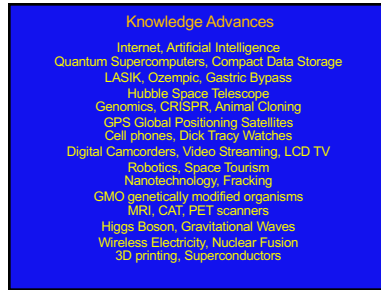 Knowledge Advances
Internet, Artificial Intelligence
Quantum Supercomputers, Compact Data Storage
LASIK, Ozempic, Gastric Bypass
Hubble Space Telescope
Genomics, CRISPR, Animal Cloning
GPS Global Positioning Satellites
Cell phones, Dick Tracy Watches
Digital Camcorders, Video Streaming, LCD TV
Robotics, Space Tourism
Nanotechnology, Fracking
GMO genetically modified organisms
MRI, CAT, PET scanners
Higgs Boson, Gravitational Waves
Wireless Electricity, Nuclear Fusion
3D printing, Superconductors